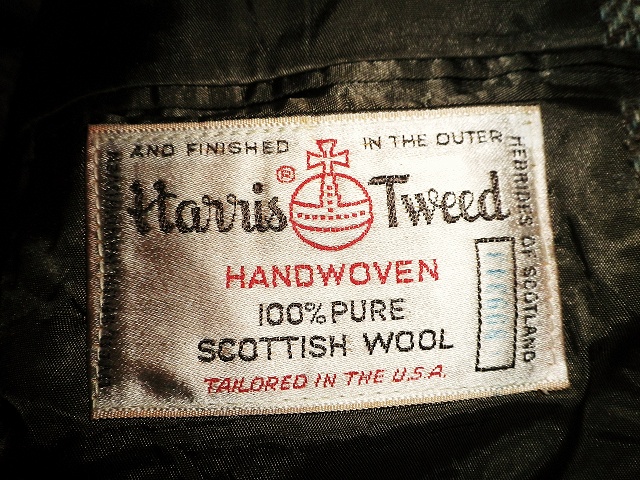 AND FINISHED IN THE OUTER
HEBRIDES OF SCOTLAND
Harris® Tweed
HANDWOVEN
100% PURE
SCOTTISH WOOL
TAILORED IN THE U.S.A.